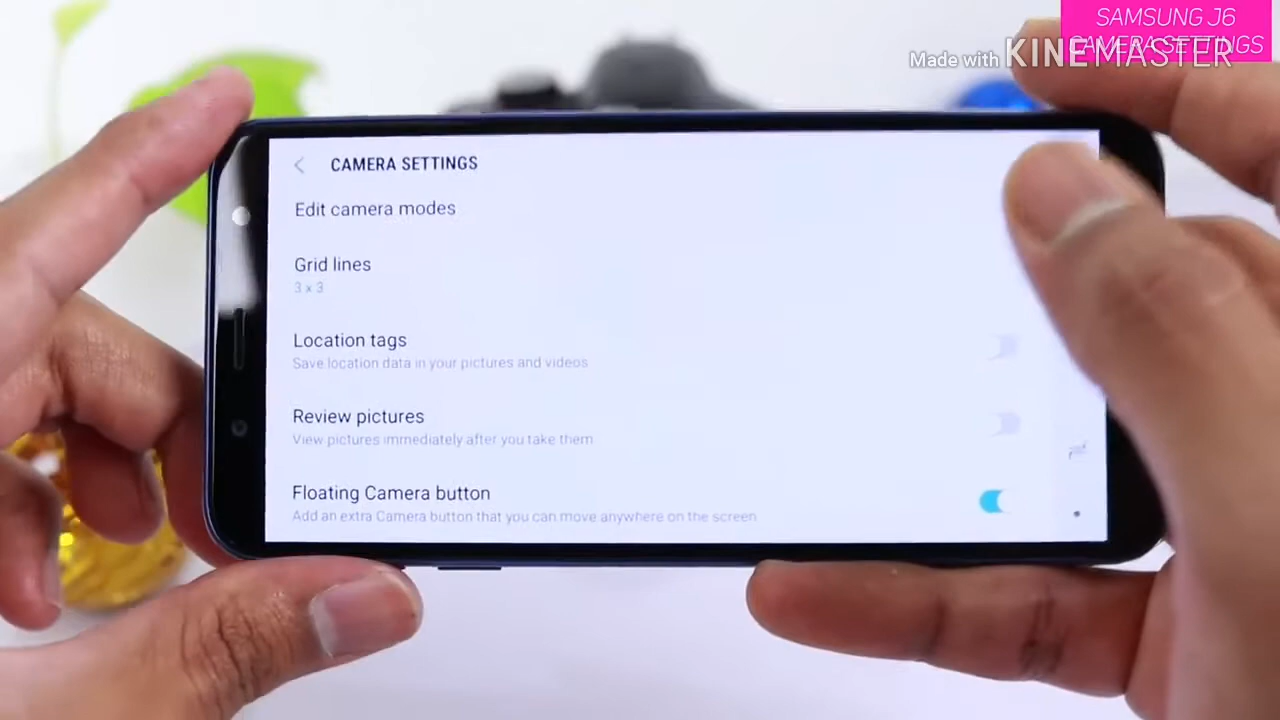 SAMSUNG J6
CAMERA SETTINGS
Made with KINEMASTER
CAMERA SETTINGS
Edit camera modes
Grid lines
3 x 3
Location tags
Save location data in your pictures and videos
Review pictures
View pictures immediately after you take them
Floating Camera button
Add an extra Camera button that you can move anywhere on the screen